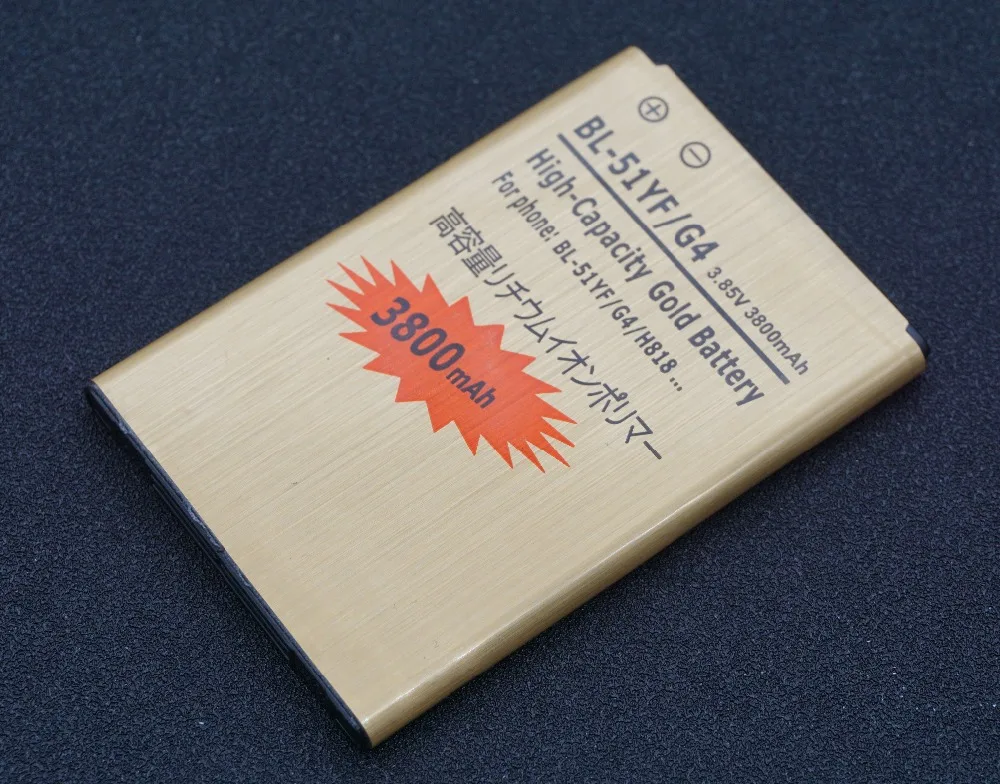 BL-51YF/G4 3.85V 3800mAh
High-Capacity Gold Battery
For phone: BL-51YF/G4/H818 ...
高容量リチウムイオンポリマー
3800mAh